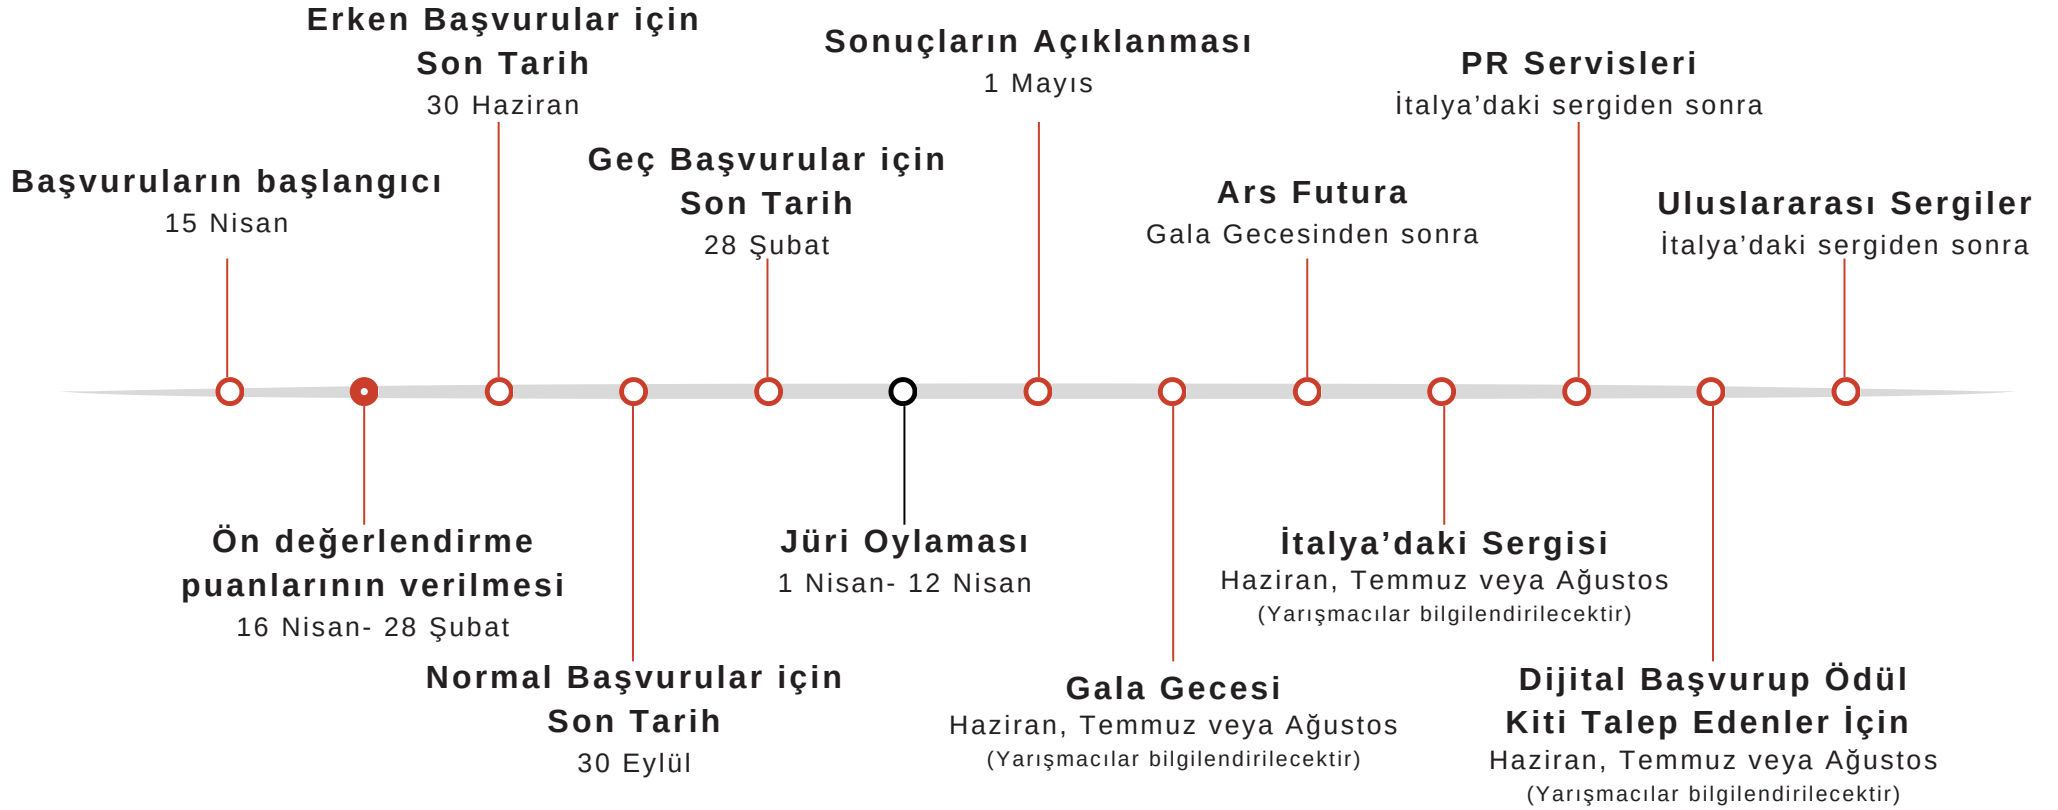 Erken Başvurular için
Son Tarih
30 Haziran
Sonuçların Açıklanması
1 Mayıs
PR Servisleri
İtalya’daki sergiden sonra
Başvuruların başlangıcı
15 Nisan
Geç Başvurular için
Son Tarih
28 Şubat
Ars Futura
Gala Gecesinden sonra
Uluslararası Sergiler
İtalya’daki sergiden sonra
Ön değerlendirme
puanlarının verilmesi
16 Nisan- 28 Şubat
Jüri Oylaması
1 Nisan- 12 Nisan
İtalya’daki Sergisi
Haziran, Temmuz veya Ağustos
(Yarışmacılar bilgilendirilecektir)
Normal Başvurular için
Son Tarih
30 Eylül
Gala Gecesi
Haziran, Temmuz veya Ağustos
(Yarışmacılar bilgilendirilecektir)
Dijital Başvurup Ödül
Kiti Talep Edenler İçin
Haziran, Temmuz veya Ağustos
(Yarışmacılar bilgilendirilecektir)